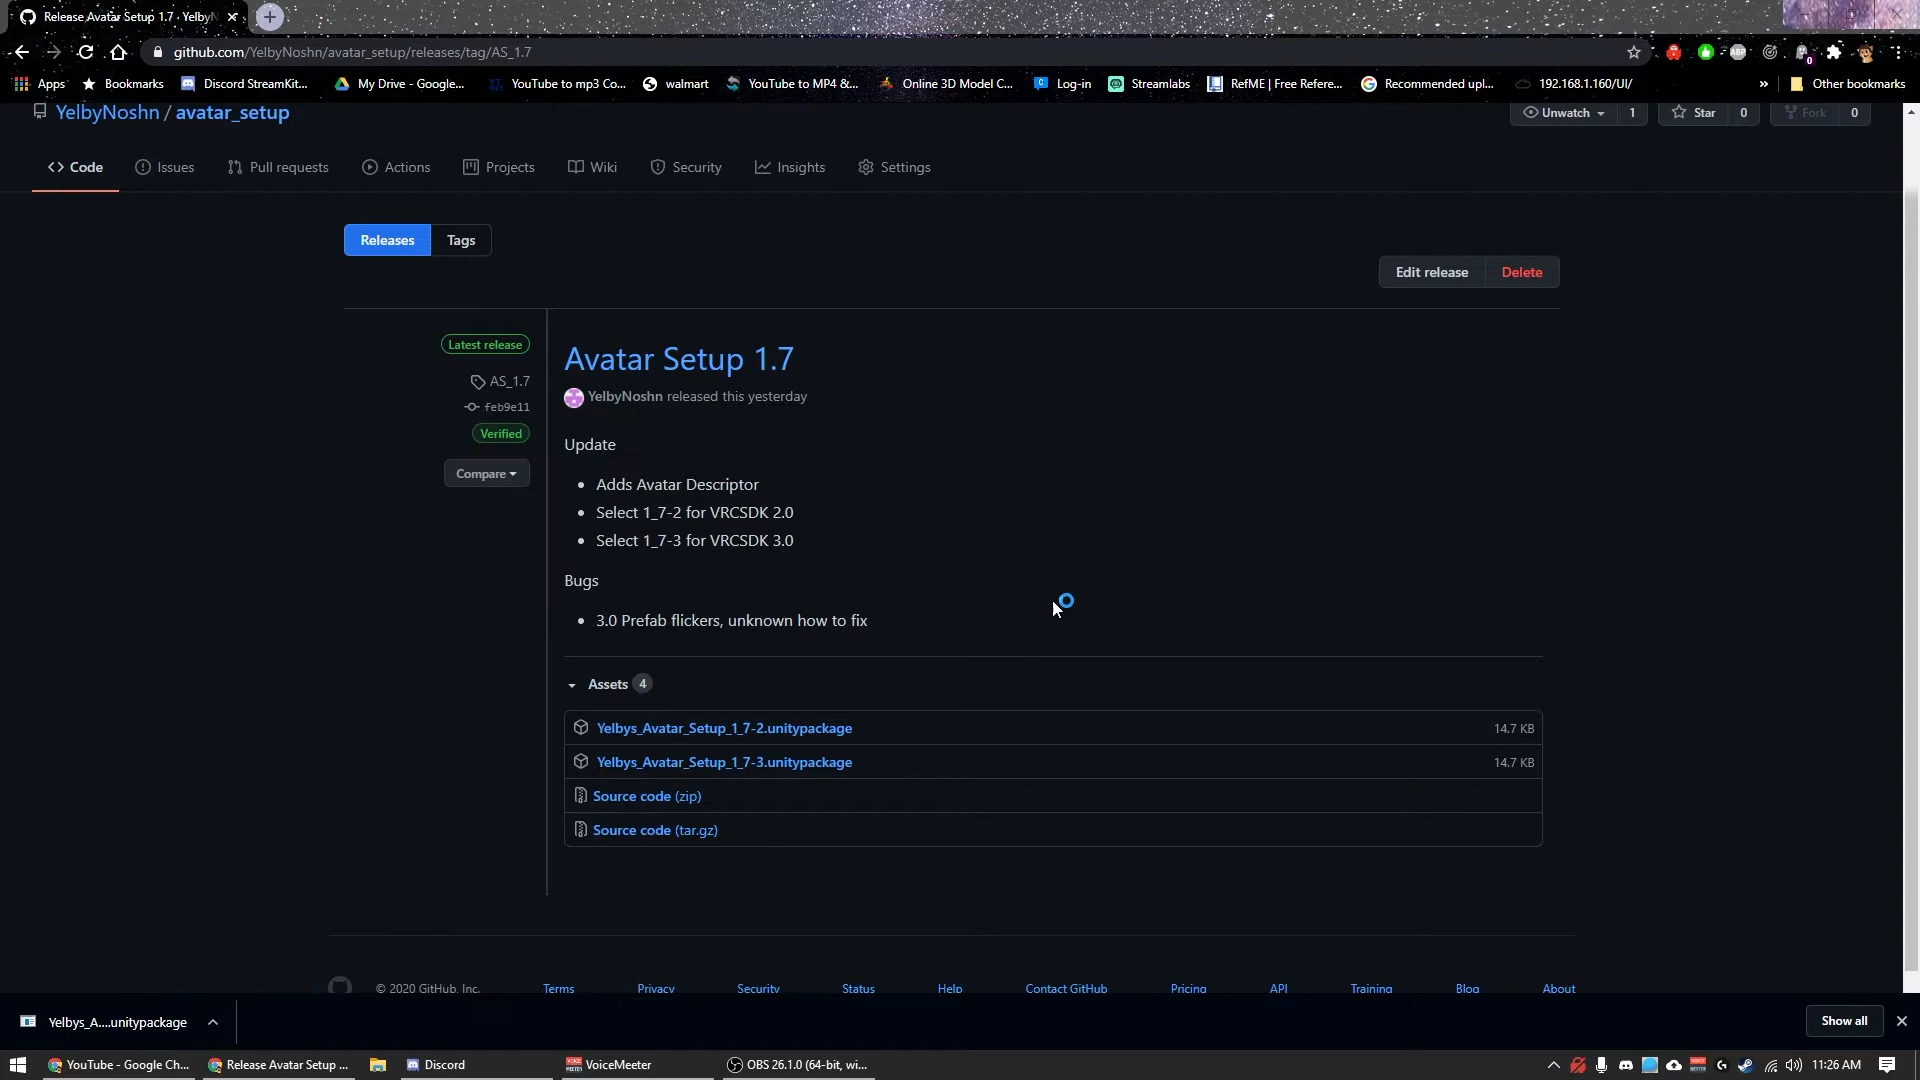 Release Avatar Setup 1.7 · YelbyN
github.com/YelbyNoshn/avatar_setup/releases/tag/AS_1.7
ABP
0
Apps Bookmarks Discord StreamKit... My Drive - Google... YouTube to mp3 Co... walmart YouTube to MP4 &... Online 3D Model C... Log-in Streamlabs RefME | Free Refere... Recommended upl... 192.168.1.160/UI/ » Other bookmarks
YelbyNoshn / avatar_setup
Unwatch 1 Star 0 Fork 0
<> Code Issues Pull requests Actions Projects Wiki Security Insights Settings
Releases Tags
Edit release Delete
Latest release
AS_1.7
feb9e11
Verified
Compare
Avatar Setup 1.7
YelbyNoshn released this yesterday
Update
• Adds Avatar Descriptor
• Select 1_7-2 for VRCSDK 2.0
• Select 1_7-3 for VRCSDK 3.0
Bugs
• 3.0 Prefab flickers, unknown how to fix
Assets 4
Yelbys_Avatar_Setup_1_7-2.unitypackage 14.7 KB
Yelbys_Avatar_Setup_1_7-3.unitypackage 14.7 KB
Source code (zip)
Source code (tar.gz)
© 2020 GitHub, Inc. Terms Privacy Security Status Help Contact GitHub Pricing API Training Blog About
Yelbys_A....unitypackage
Show all
YouTube - Google Ch... Release Avatar Setup ... Discord VoiceMeeter OBS 26.1.0 (64-bit, wi... 11:26 AM